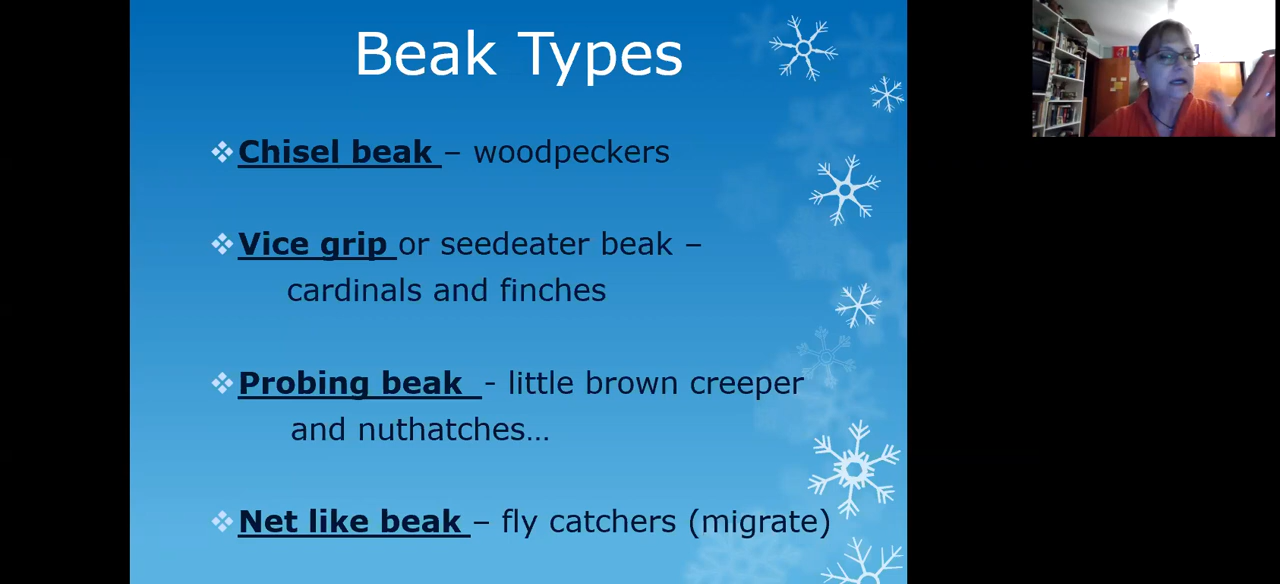 Beak Types
Chisel beak – woodpeckers
Vice grip or seedeater beak –
cardinals and finches
Probing beak - little brown creeper
and nuthatches…
Net like beak – fly catchers (migrate)